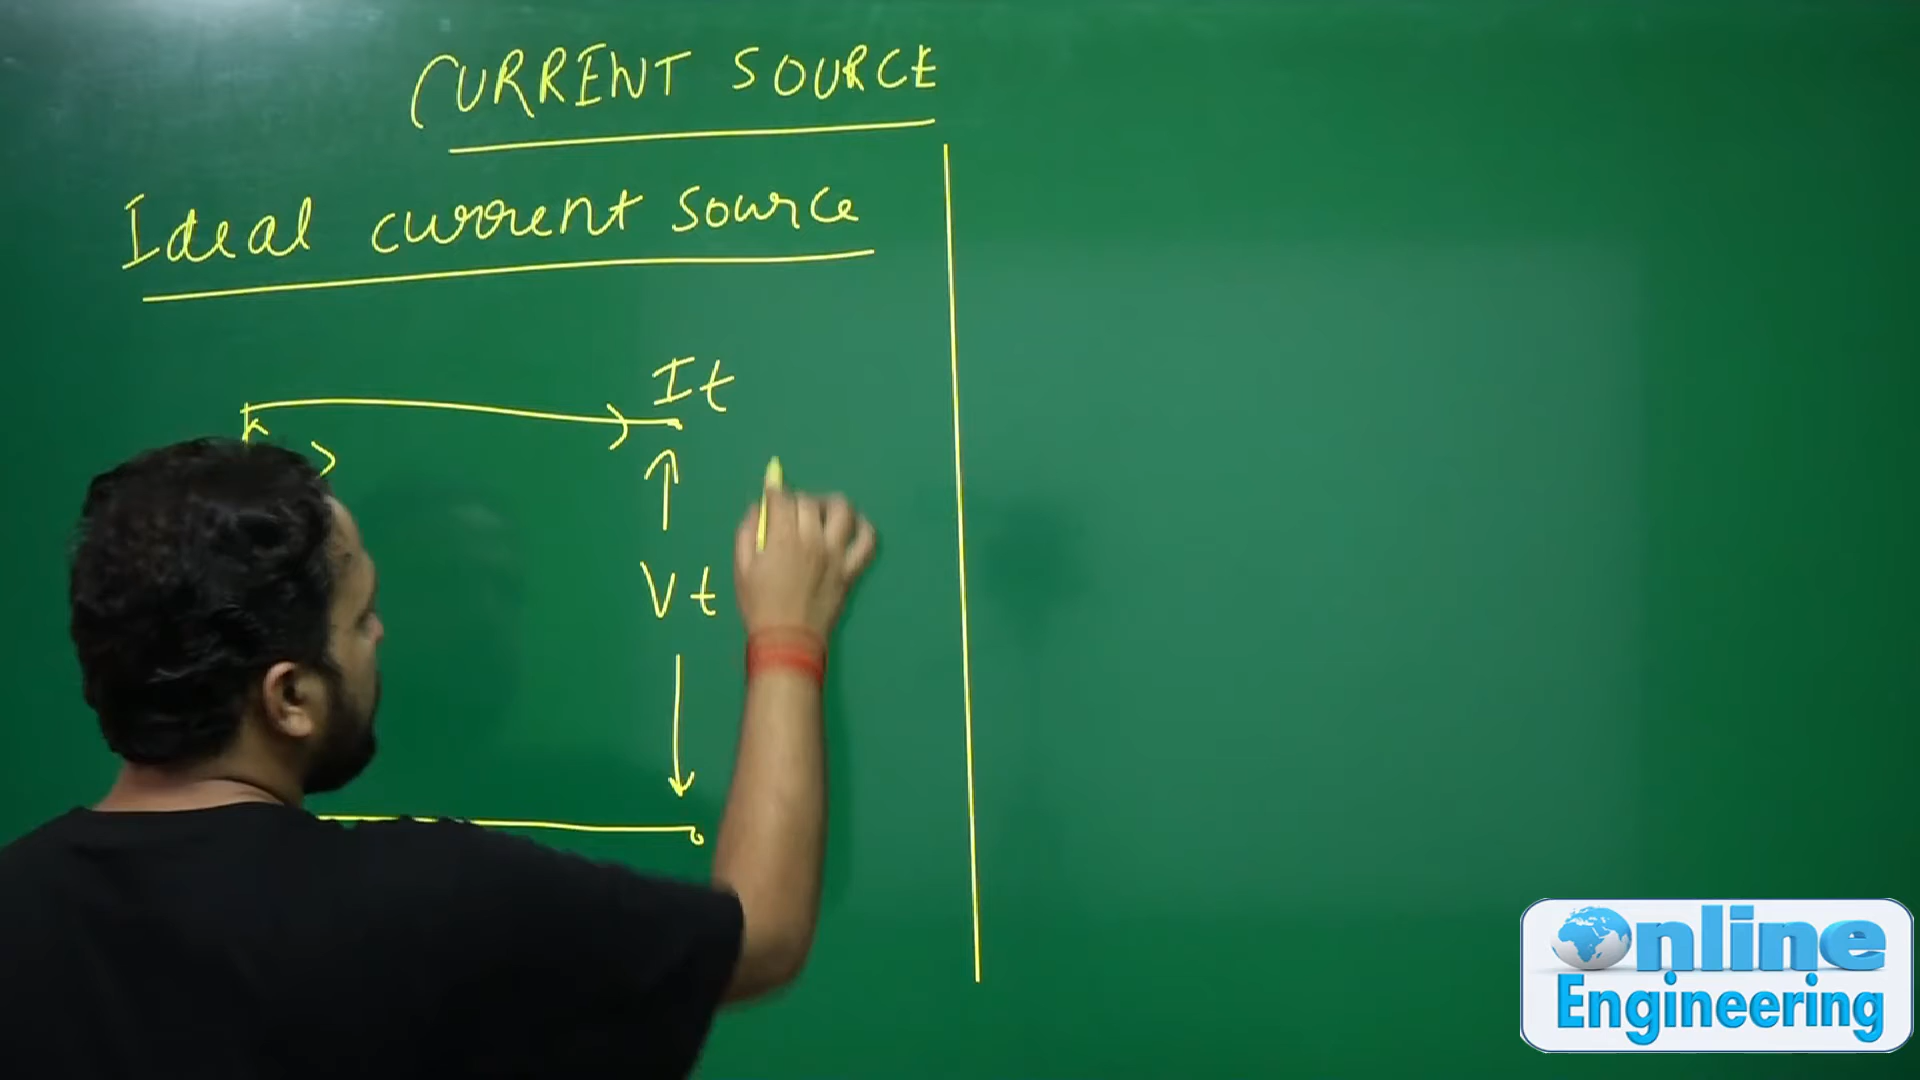 CURRENT SOURCE
Ideal current source
It
Vt
Online
Engineering